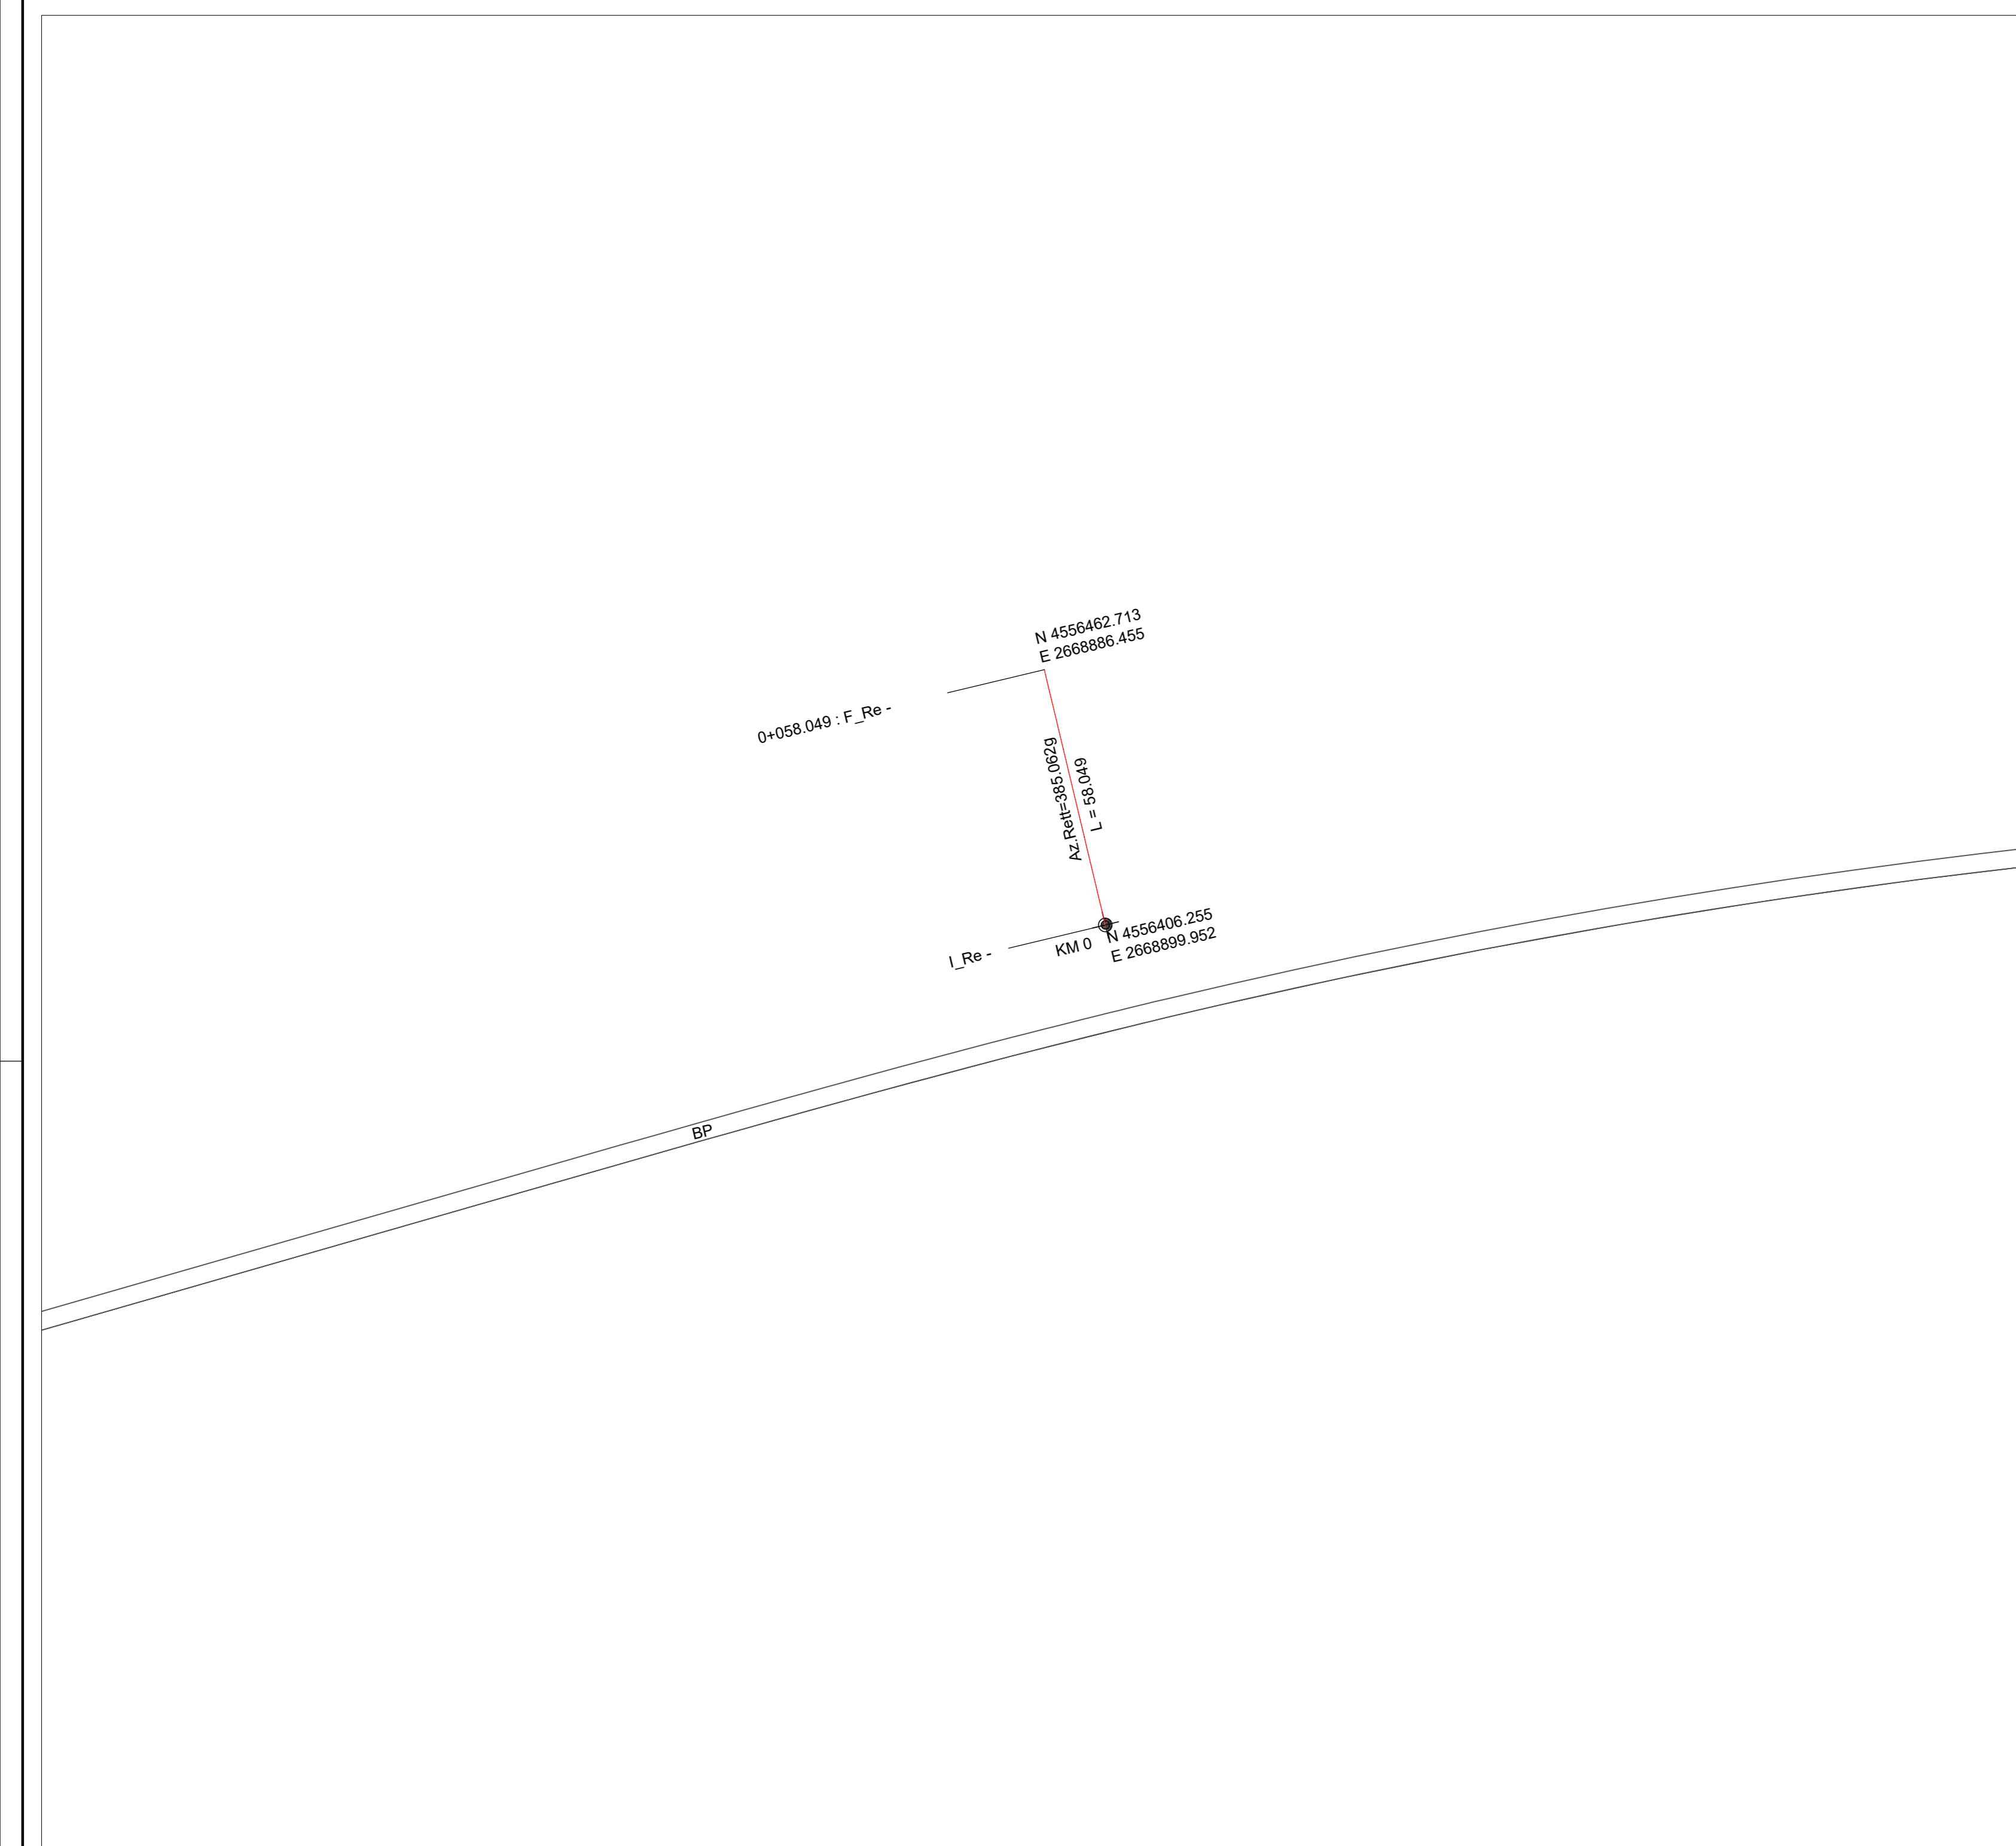 N 4556462.713
E 2668886.455
0+058.049 : F_Re -
Az.Rett=385.0629g
L = 58.049
N 4556406.255
E 2668899.952
KM 0
I_Re -
BP